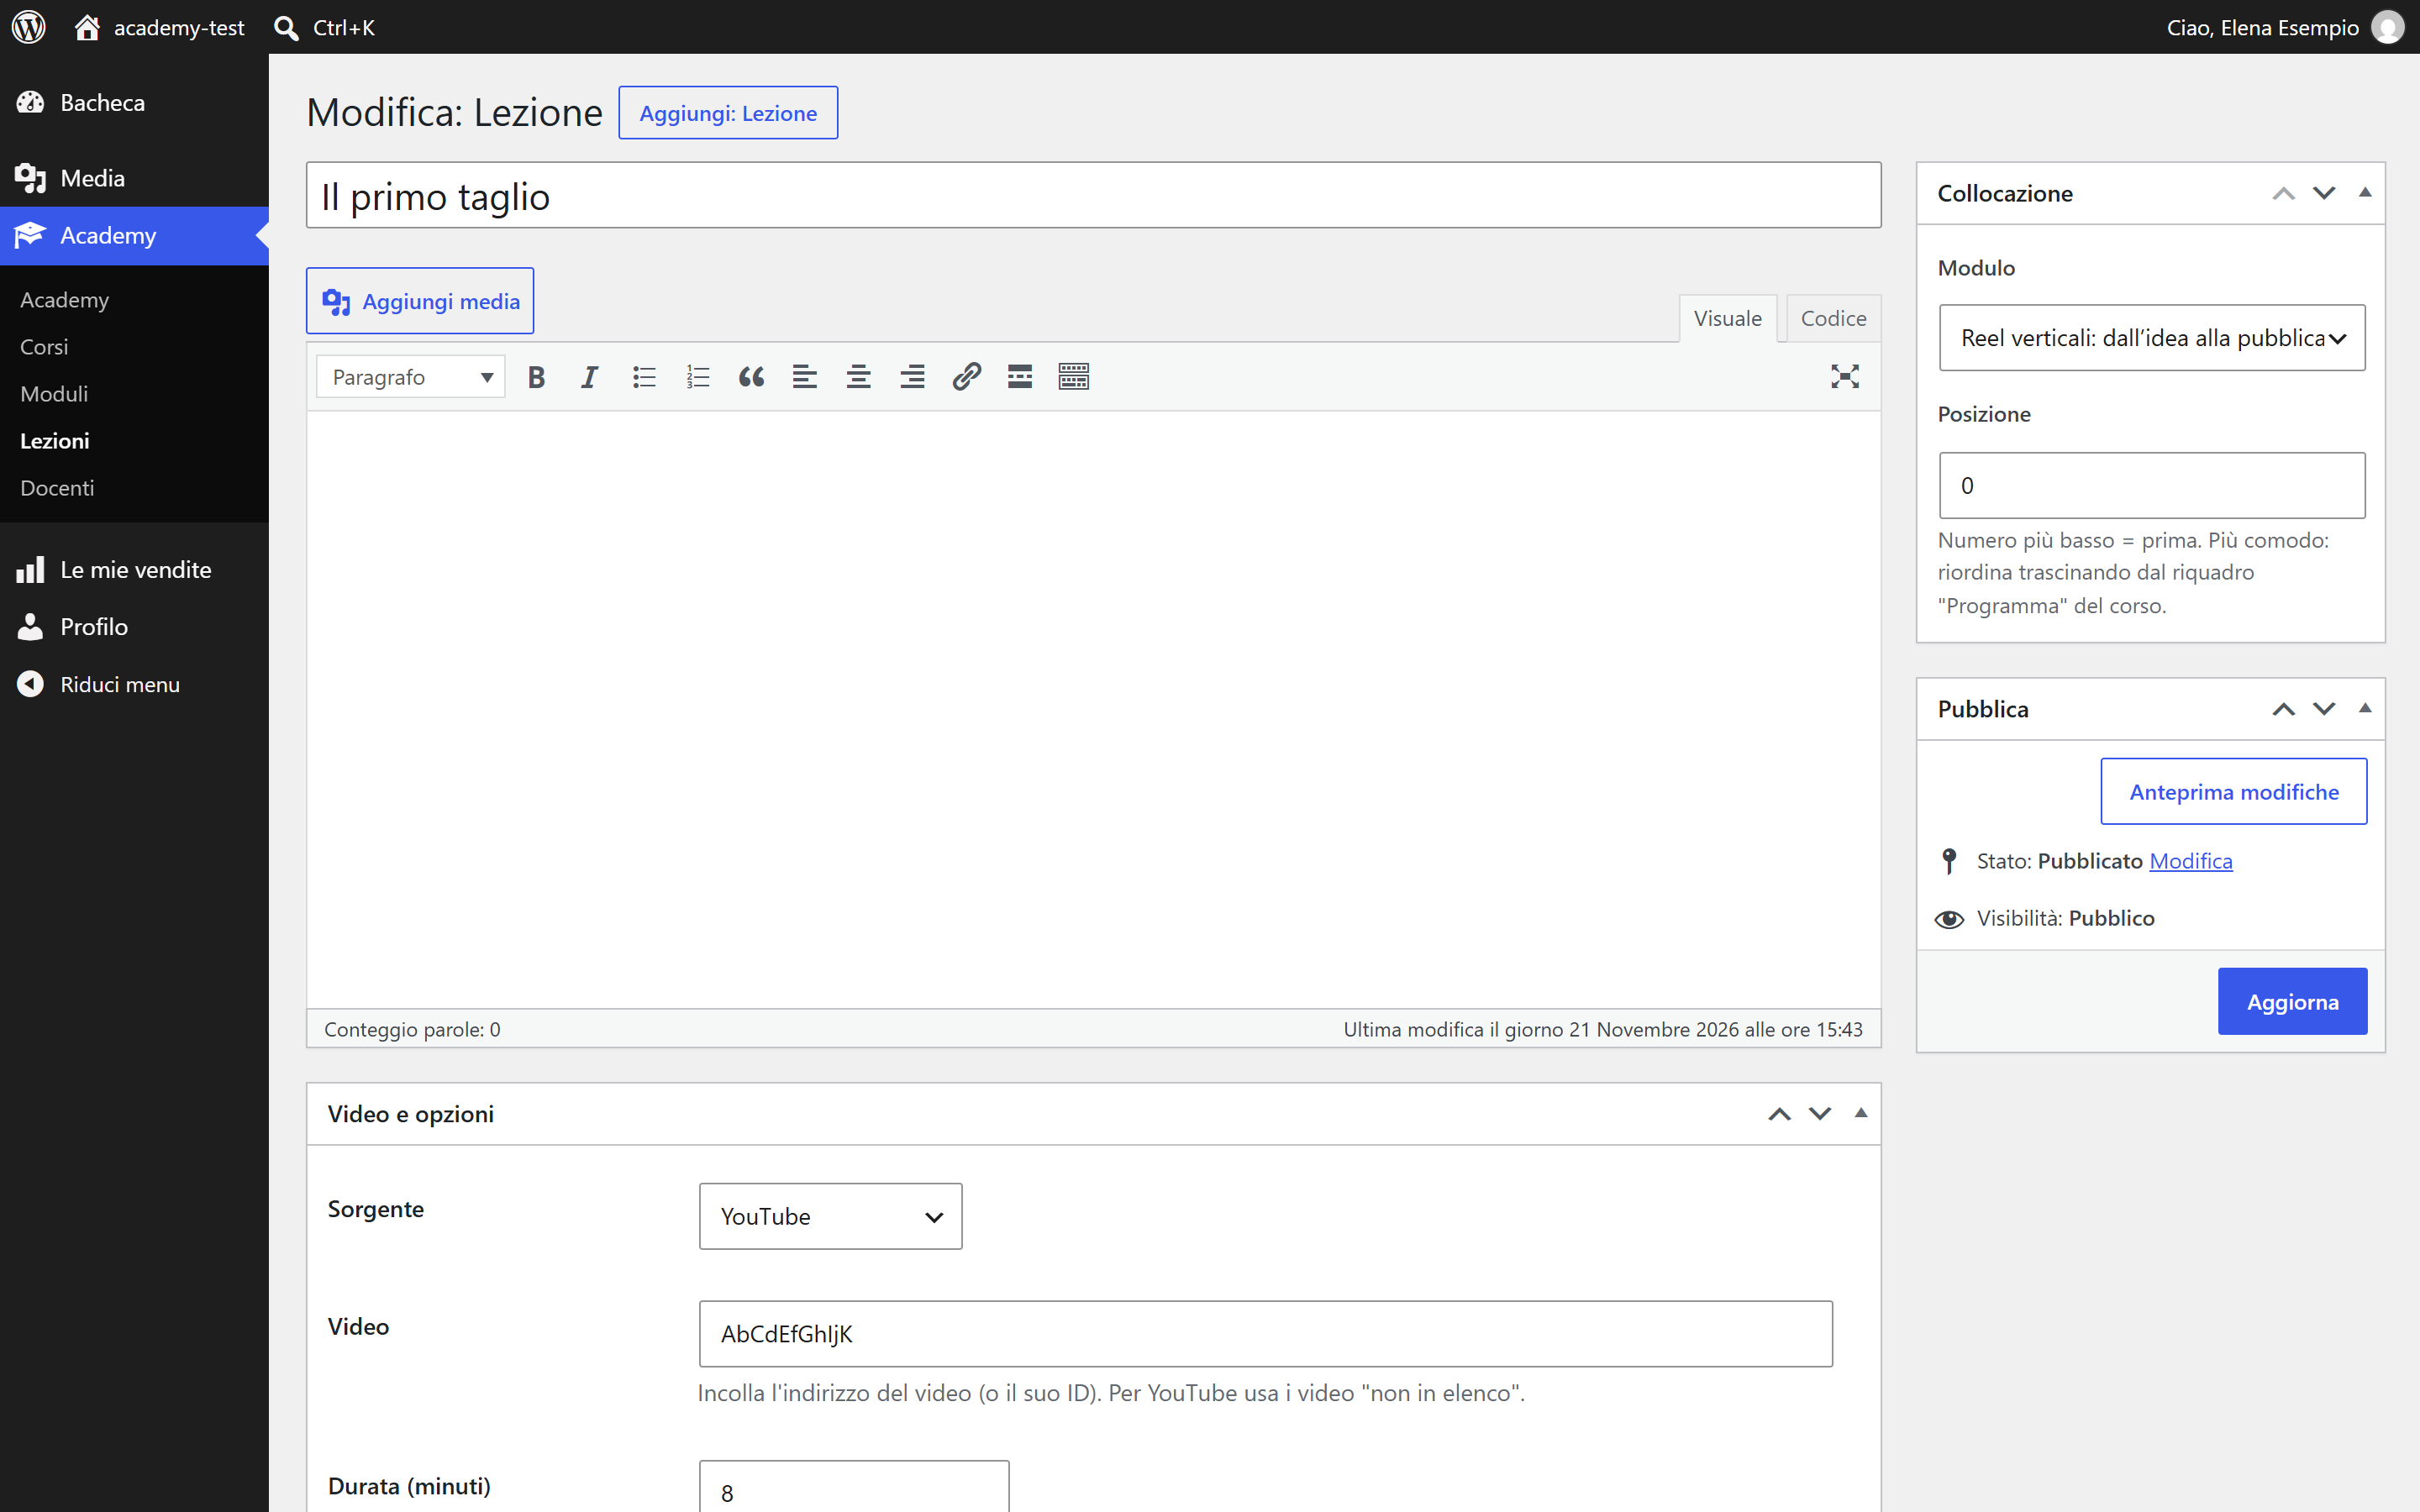 academy-test
Ctrl+K
Ciao, Elena Esempio
Bacheca
Media
Academy
Academy
Corsi
Moduli
Lezioni
Docenti
Le mie vendite
Profilo
Riduci menu
Modifica: Lezione
Aggiungi: Lezione
Il primo taglio
Aggiungi media
Visuale
Codice
Paragrafo
Conteggio parole: 0
Ultima modifica il giorno 21 Novembre 2026 alle ore 15:43
Video e opzioni
Sorgente
YouTube
Video
AbCdEfGhIjK
Incolla l'indirizzo del video (o il suo ID). Per YouTube usa i video "non in elenco".
Durata (minuti)
8
Collocazione
Modulo
Reel verticali: dall’idea alla pubblica
Posizione
0
Numero più basso = prima. Più comodo:
riordina trascinando dal riquadro
"Programma" del corso.
Pubblica
Anteprima modifiche
Stato: Pubblicato Modifica
Visibilità: Pubblico
Aggiorna